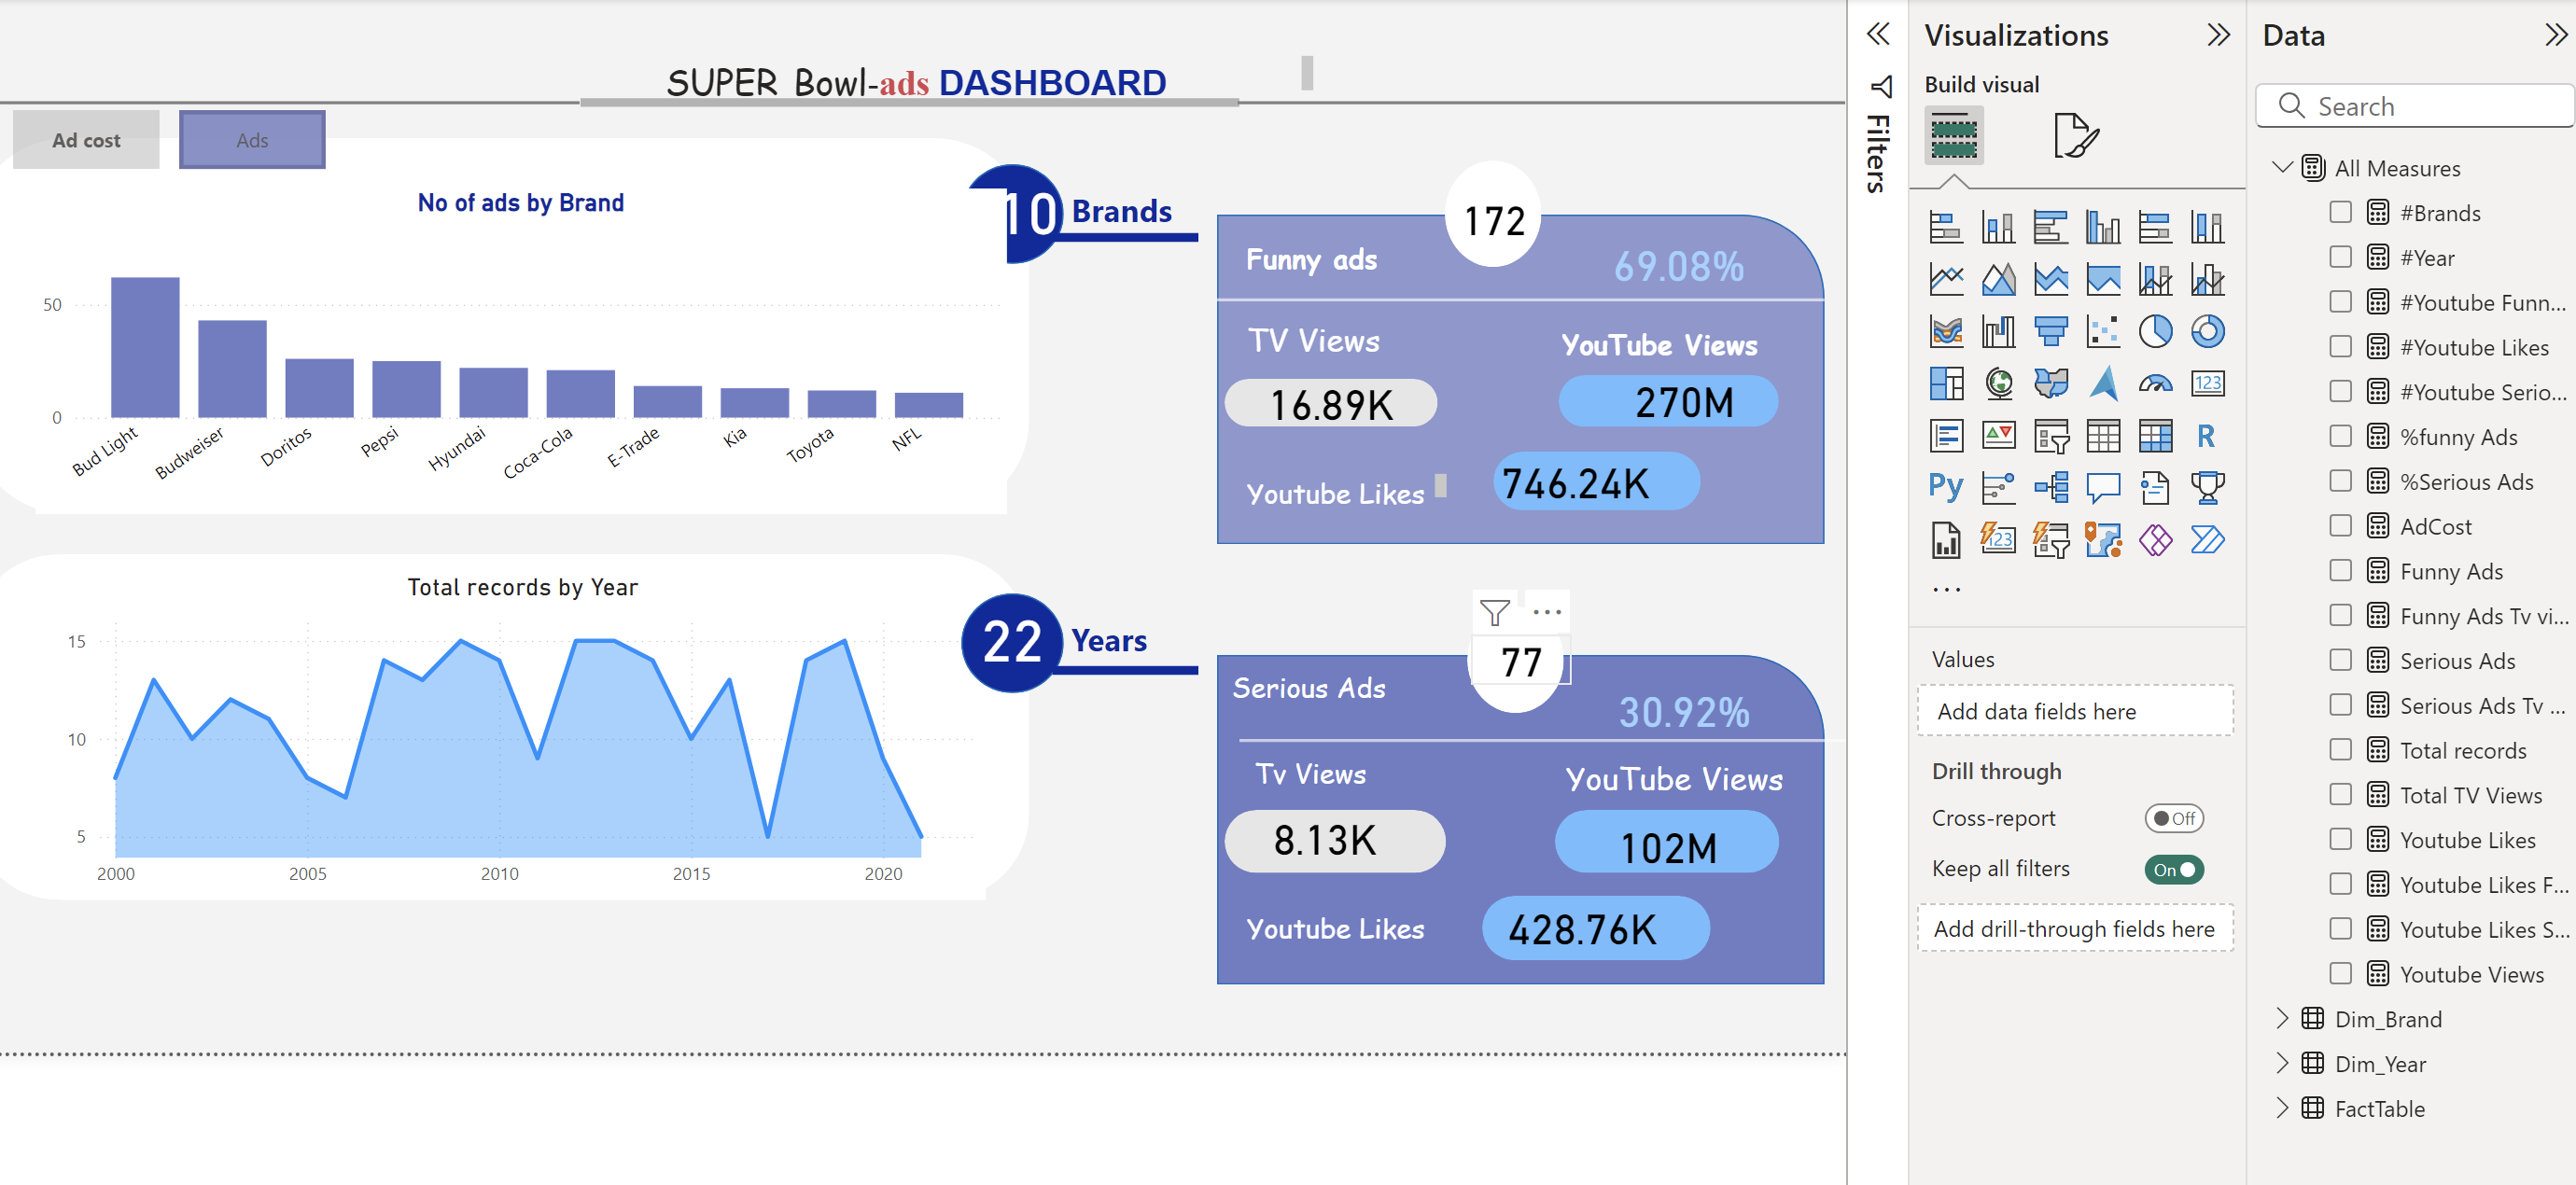 SUPER Bowl-ads DASHBOARD
Ad cost
Ads
No of ads by Brand
50
0
Bud Light
Budweiser
Doritos
Pepsi
Hyundai
Coca-Cola
E-Trade
Kia
Toyota
NFL
10 Brands
Total records by Year
15
10
5
2000
2005
2010
2015
2020
22 Years
172
Funny ads
69.08%
TV Views
YouTube Views
16.89K
270M
Youtube Likes
746.24K
77
Serious Ads
30.92%
Tv Views
YouTube Views
8.13K
102M
Youtube Likes
428.76K
Filters
Visualizations
Build visual
123
R
Py
123
...
Values
Add data fields here
Drill through
Cross-report
Off
Keep all filters
On
Add drill-through fields here
Data
Search
All Measures
#Brands
#Year
#Youtube Funn...
#Youtube Likes
#Youtube Serio...
%funny Ads
%Serious Ads
AdCost
Funny Ads
Funny Ads Tv vi...
Serious Ads
Serious Ads Tv ...
Total records
Total TV Views
Youtube Likes
Youtube Likes F...
Youtube Likes S...
Youtube Views
Dim_Brand
Dim_Year
FactTable